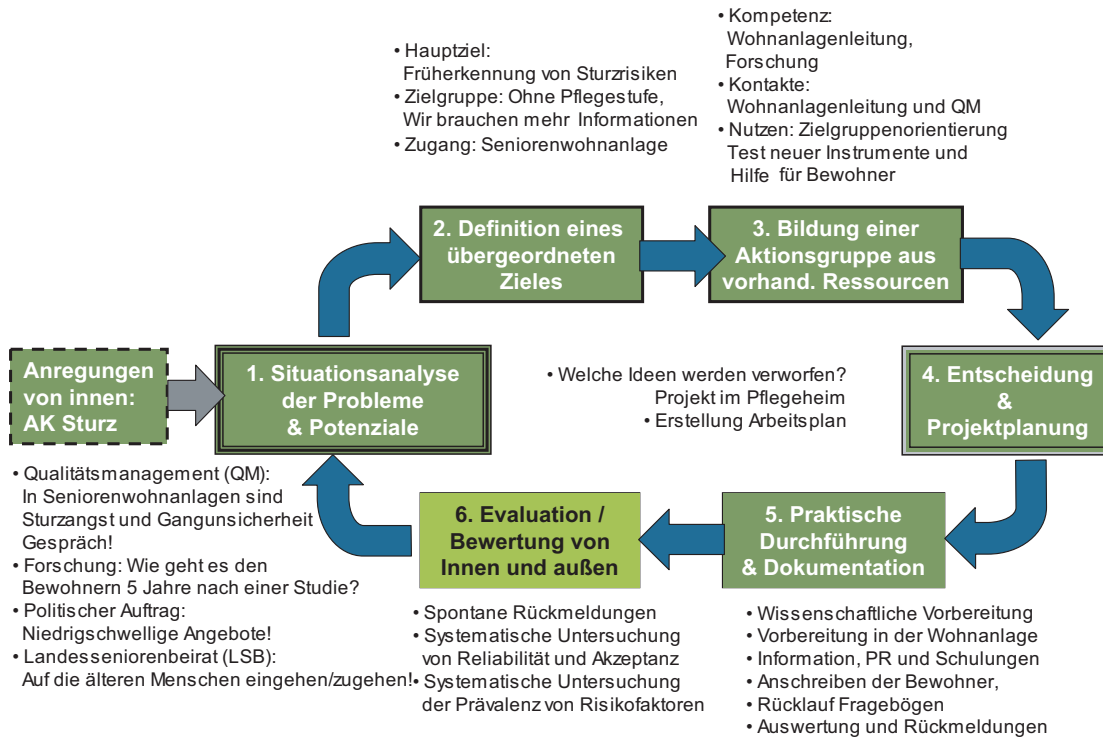 • Hauptziel:
Früherkennung von Sturzrisiken
• Zielgruppe: Ohne Pflegestufe,
Wir brauchen mehr Informationen
• Zugang: Seniorenwohnanlage
• Kompetenz:
Wohnanlagenleitung,
Forschung
• Kontakte:
Wohnanlagenleitung und QM
• Nutzen: Zielgruppenorientierung
Test neuer Instrumente und
Hilfe für Bewohner
2. Definition eines
übergeordneten
Zieles
3. Bildung einer
Aktionsgruppe aus
vorhand. Ressourcen
Anregungen
von innen:
AK Sturz
1. Situationsanalyse
der Probleme
& Potenziale
• Welche Ideen werden verworfen?
Projekt im Pflegeheim
• Erstellung Arbeitsplan
4. Entscheidung
&
Projektplanung
• Qualitätsmanagement (QM):
In Seniorenwohnanlagen sind
Sturzangst und Gangunsicherheit
Gespräch!
• Forschung: Wie geht es den
Bewohnern 5 Jahre nach einer Studie?
• Politischer Auftrag:
Niedrigschwellige Angebote!
• Landesseniorenbeirat (LSB):
Auf die älteren Menschen eingehen/zugehen!
6. Evaluation /
Bewertung von
Innen und außen
5. Praktische
Durchführung
& Dokumentation
• Spontane Rückmeldungen
• Systematische Untersuchung
von Reliabilität und Akzeptanz
• Systematische Untersuchung
der Prävalenz von Risikofaktoren
• Wissenschaftliche Vorbereitung
• Vorbereitung in der Wohnanlage
• Information, PR und Schulungen
• Anschreiben der Bewohner,
• Rücklauf Fragebögen
• Auswertung und Rückmeldungen